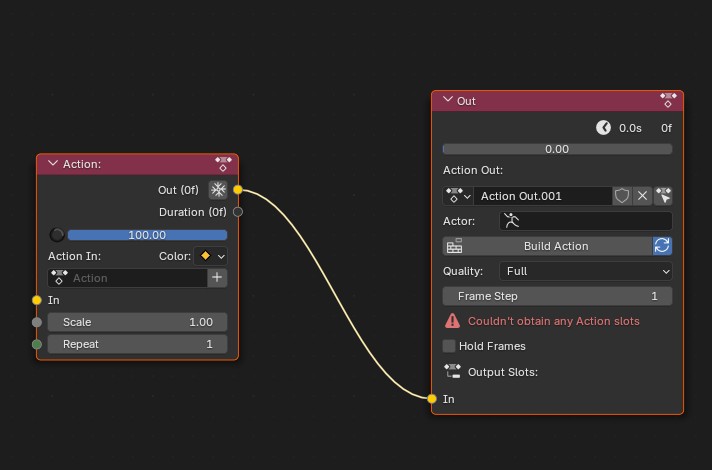 Action:
Out (0f)
Duration (0f)
100.00
Action In:
Color:
Action
In
Scale 1.00
Repeat 1
Out
0.0s 0f
0.00
Action Out:
Action Out.001
Actor:
Build Action
Quality: Full
Frame Step 1
Couldn't obtain any Action slots
Hold Frames
Output Slots:
In